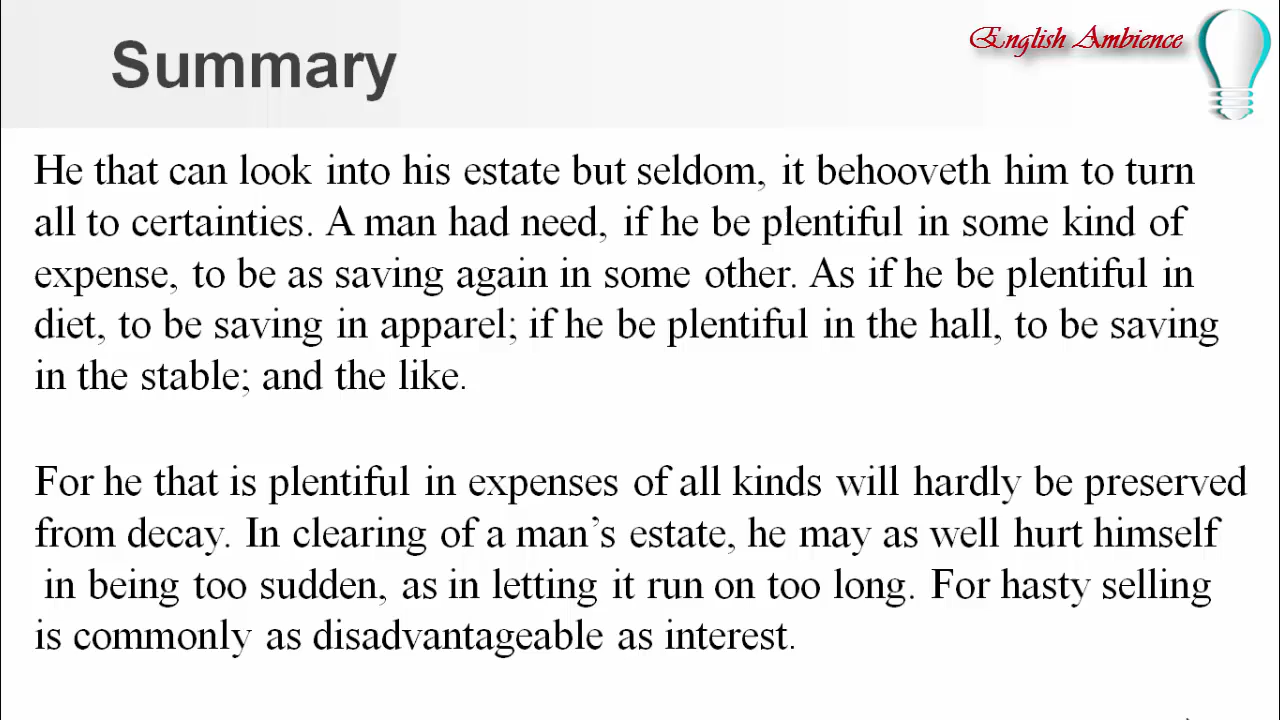 Summary
English Ambience
He that can look into his estate but seldom, it behooveth him to turn
all to certainties. A man had need, if he be plentiful in some kind of
expense, to be as saving again in some other. As if he be plentiful in
diet, to be saving in apparel; if he be plentiful in the hall, to be saving
in the stable; and the like.
For he that is plentiful in expenses of all kinds will hardly be preserved
from decay. In clearing of a man’s estate, he may as well hurt himself
in being too sudden, as in letting it run on too long. For hasty selling
is commonly as disadvantageable as interest.